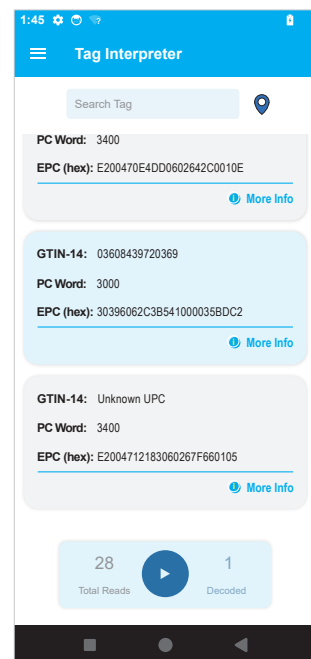 1:45
Tag Interpreter
Search Tag
PC Word: 3400
EPC (hex): E200470E4DD0602642C0010E
More Info
GTIN-14: 03608439720369
PC Word: 3000
EPC (hex): 30396062C3B541000035BDC2
More Info
GTIN-14: Unknown UPC
PC Word: 3400
EPC (hex): E2004712183060267F660105
More Info
28 1
Total Reads Decoded